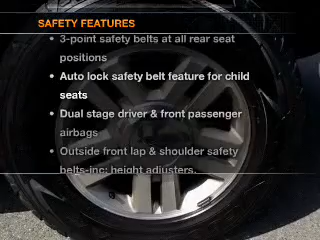 SAFETY FEATURES
• 3-point safety belts at all rear seat
positions
• Auto lock safety belt feature for child
seats
• Dual stage driver & front passenger
airbags
• Outside front lap & shoulder safety
belts-inc: height adjusters,